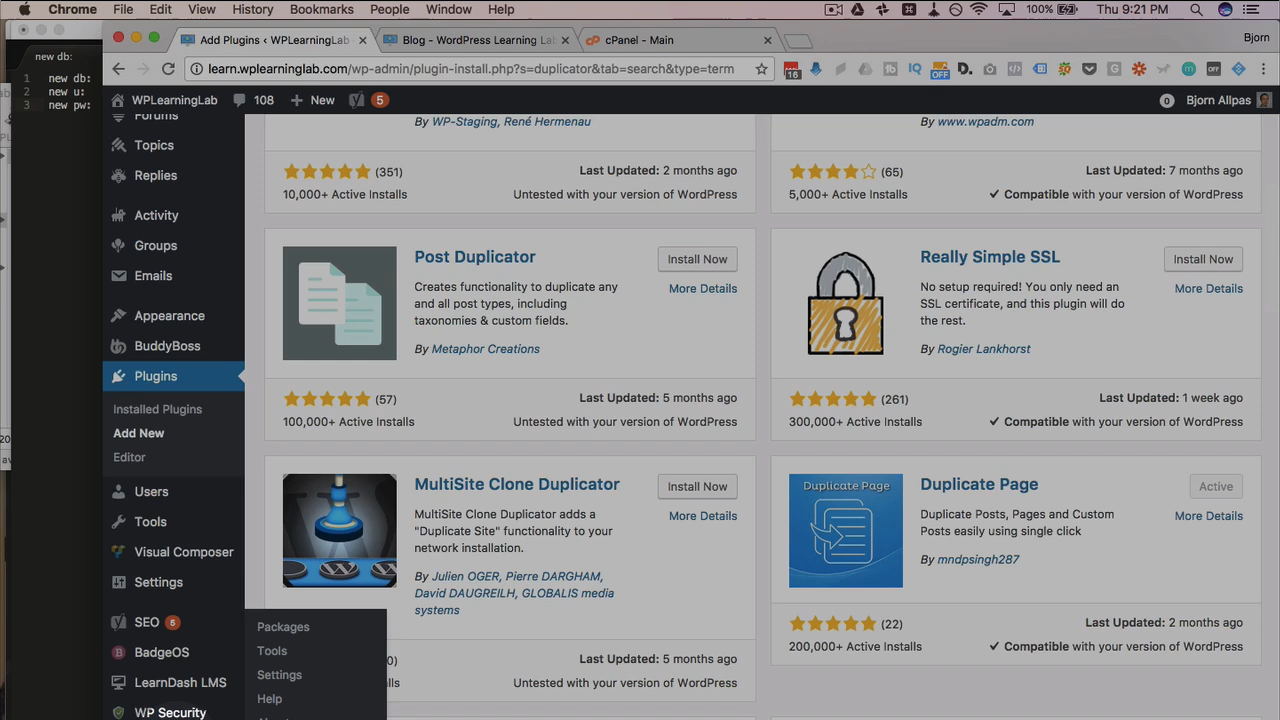 Chrome File Edit View History Bookmarks People Window Help 100% Thu 9:21 PM
Add Plugins ‹ WPLearningLab
Blog - WordPress Learning Lab
cPanel - Main
Bjorn
learn.wplearninglab.com/wp-admin/plugin-install.php?s=duplicator&tab=search&type=term
16
OFF
new db:
1 new db:
2 new u:
3 new pw:
WPLearningLab 108 New 5 0 Bjorn Allpas
Forums
Topics
Replies
Activity
Groups
Emails
Appearance
BuddyBoss
Plugins
Installed Plugins
Add New
Editor
Users
Tools
Visual Composer
Settings
SEO 5
BadgeOS
LearnDash LMS
WP Security
Packages
Tools
Settings
Help
By WP-Staging, René Hermenau
(351)
10,000+ Active Installs
Last Updated: 2 months ago
Untested with your version of WordPress
By www.wpadm.com
(65)
5,000+ Active Installs
Last Updated: 7 months ago
Compatible with your version of WordPress
Post Duplicator
Install Now
More Details
Creates functionality to duplicate any
and all post types, including
taxonomies & custom fields.
By Metaphor Creations
(57)
100,000+ Active Installs
Last Updated: 5 months ago
Untested with your version of WordPress
Really Simple SSL
Install Now
More Details
No setup required! You only need an
SSL certificate, and this plugin will do
the rest.
By Rogier Lankhorst
(261)
300,000+ Active Installs
Last Updated: 1 week ago
Compatible with your version of WordPress
MultiSite Clone Duplicator
Install Now
More Details
MultiSite Clone Duplicator adds a
"Duplicate Site" functionality to your
network installation.
By Julien OGER, Pierre DARGHAM,
David DAUGREILH, GLOBALIS media
systems
Last Updated: 5 months ago
Untested with your version of WordPress
Duplicate Page
Duplicate Page
Active
More Details
Duplicate Posts, Pages and Custom
Posts easily using single click
By mndpsingh287
(22)
200,000+ Active Installs
Last Updated: 2 months ago
Compatible with your version of WordPress